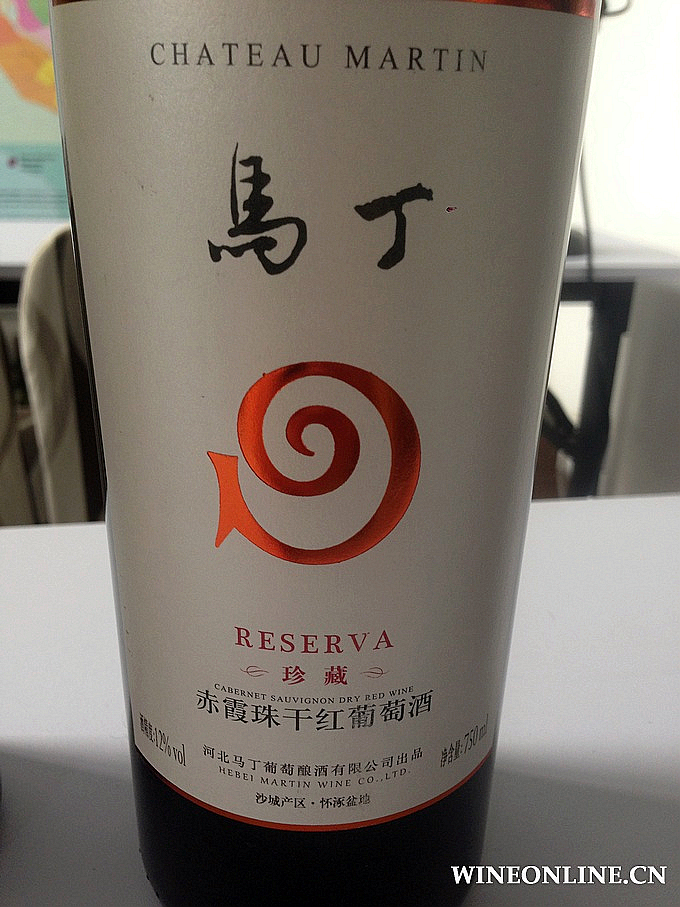 CHATEAU MARTIN
馬丁
RESERVA
珍藏
CABERNET SAUVIGNON DRY RED WINE
赤霞珠干红葡萄酒
酒精度:12% vol
净含量:750 ml
河北马丁葡萄酿酒有限公司出品
HEBEI MARTIN WINE CO.,LTD.
沙城产区·怀涿盆地
WINEONLINE.CN